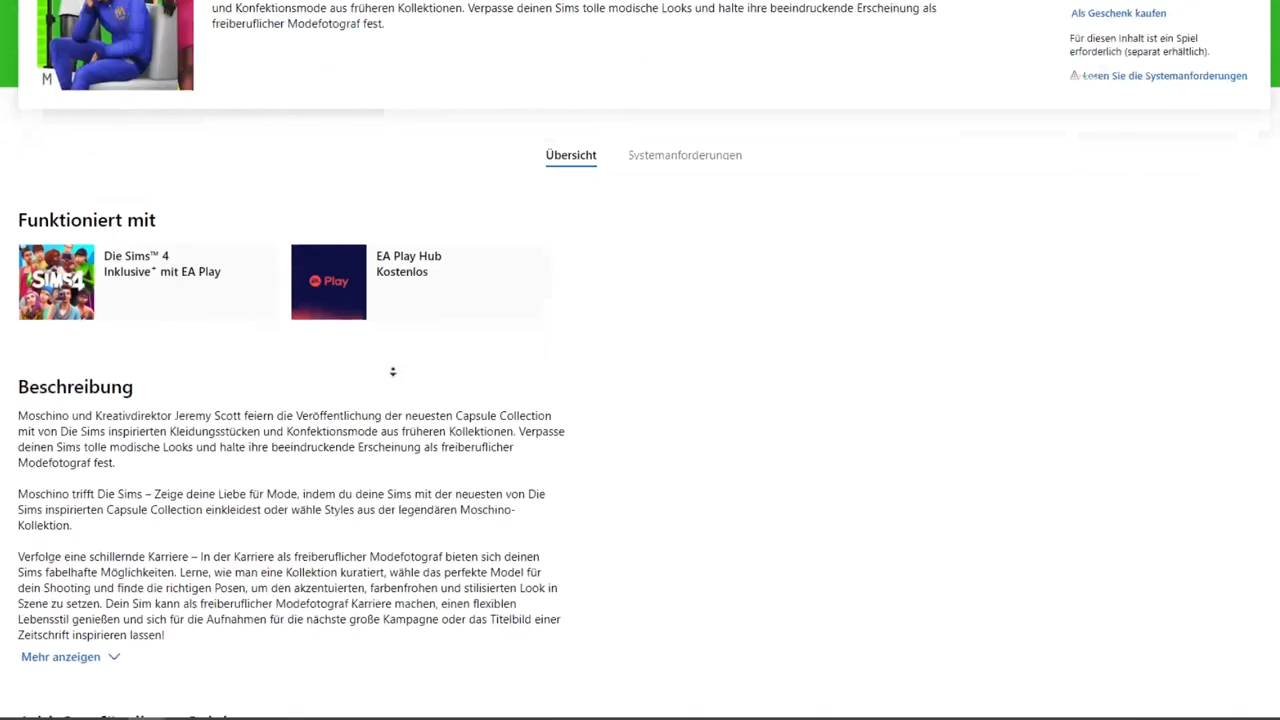 und Konfektionsmode aus früheren Kollektionen. Verpasse deinen Sims tolle modische Looks und halte ihre beeindruckende Erscheinung als
freiberuflicher Modefotograf fest.
M
Als Geschenk kaufen
Für diesen Inhalt ist ein Spiel
erforderlich (separat erhältlich).
Sie die Systemanforderungen
Übersicht
Systemanforderungen
Funktioniert mit
SIMS4
Die Sims™ 4
Inklusive⁺ mit EA Play
EA Play
EA Play Hub
Kostenlos
Beschreibung
Moschino und Kreativdirektor Jeremy Scott feiern die Veröffentlichung der neuesten Capsule Collection
mit von Die Sims inspirierten Kleidungsstücken und Konfektionsmode aus früheren Kollektionen. Verpasse
deinen Sims tolle modische Looks und halte ihre beeindruckende Erscheinung als freiberuflicher
Modefotograf fest.
Moschino trifft Die Sims – Zeige deine Liebe für Mode, indem du deine Sims mit der neuesten von Die
Sims inspirierten Capsule Collection einkleidest oder wähle Styles aus der legendären Moschino-
Kollektion.
Verfolge eine schillernde Karriere – In der Karriere als freiberuflicher Modefotograf bieten sich deinen
Sims fabelhafte Möglichkeiten. Lerne, wie man eine Kollektion kuratiert, wähle das perfekte Model für
dein Shooting und finde die richtigen Posen, um den akzentuierten, farbenfrohen und stilisierten Look in
Szene zu setzen. Dein Sim kann als freiberuflicher Modefotograf Karriere machen, einen flexiblen
Lebensstil genießen und sich für die Aufnahmen für die nächste große Kampagne oder das Titelbild einer
Zeitschrift inspirieren lassen!
Mehr anzeigen